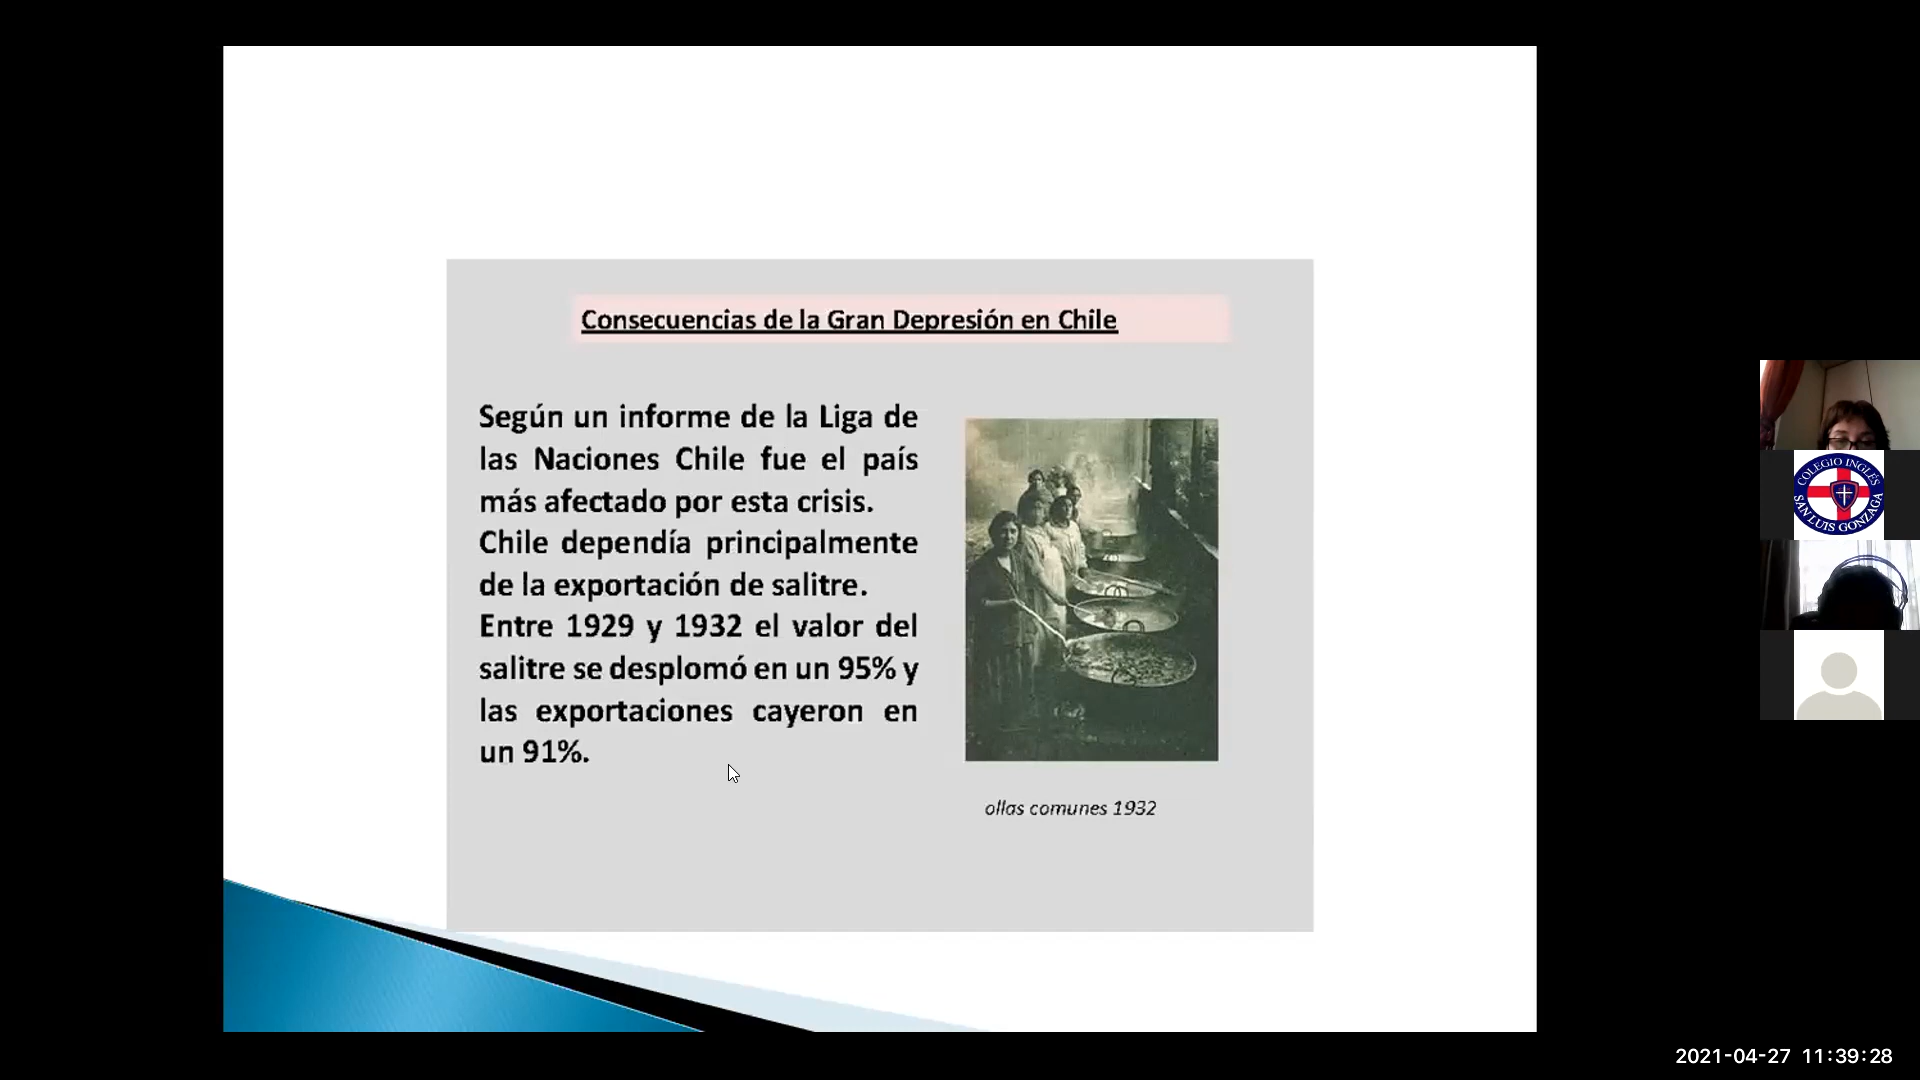 Consecuencias de la Gran Depresión en Chile
Según un informe de la Liga de
las Naciones Chile fue el país
más afectado por esta crisis.
Chile dependía principalmente
de la exportación de salitre.
Entre 1929 y 1932 el valor del
salitre se desplomó en un 95% y
las exportaciones cayeron en
un 91%.
ollas comunes 1932
COLEGIO INGLÉS
SAN LUIS GONZAGA
2021-04-27 11:39:28